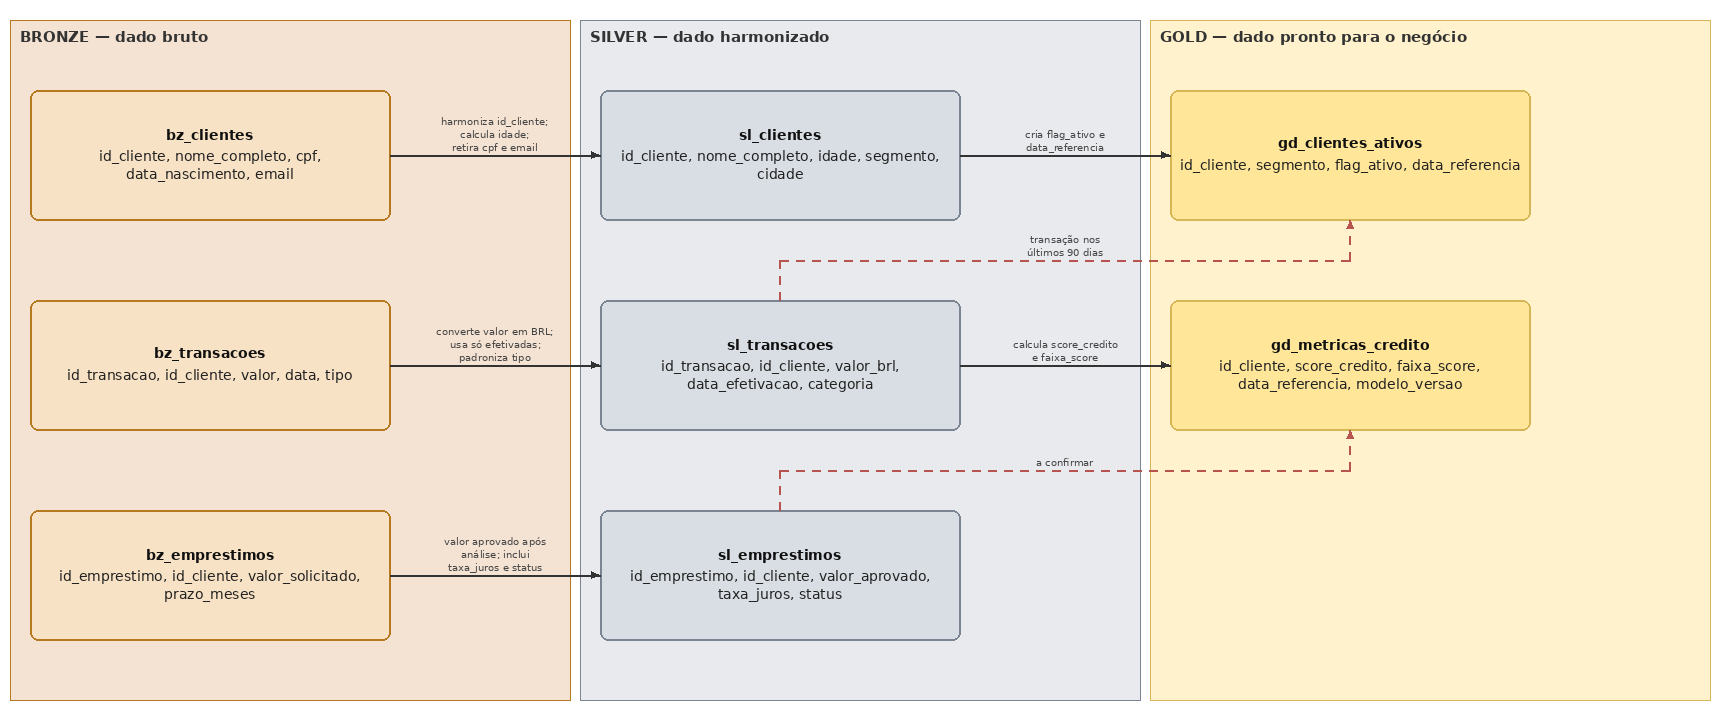 BRONZE — dado bruto
bz_clientes
id_cliente, nome_completo, cpf,
data_nascimento, email
harmoniza id_cliente;
calcula idade;
retira cpf e email
bz_transacoes
id_transacao, id_cliente, valor, data, tipo
converte valor em BRL;
usa só efetivadas;
padroniza tipo
bz_emprestimos
id_emprestimo, id_cliente, valor_solicitado,
prazo_meses
valor aprovado após
análise; inclui
taxa_juros e status
SILVER — dado harmonizado
sl_clientes
id_cliente, nome_completo, idade, segmento,
cidade
cria flag_ativo e
data_referencia
transação nos
últimos 90 dias
sl_transacoes
id_transacao, id_cliente, valor_brl,
data_efetivacao, categoria
calcula score_credito
e faixa_score
a confirmar
sl_emprestimos
id_emprestimo, id_cliente, valor_aprovado,
taxa_juros, status
GOLD — dado pronto para o negócio
gd_clientes_ativos
id_cliente, segmento, flag_ativo, data_referencia
gd_metricas_credito
id_cliente, score_credito, faixa_score,
data_referencia, modelo_versao